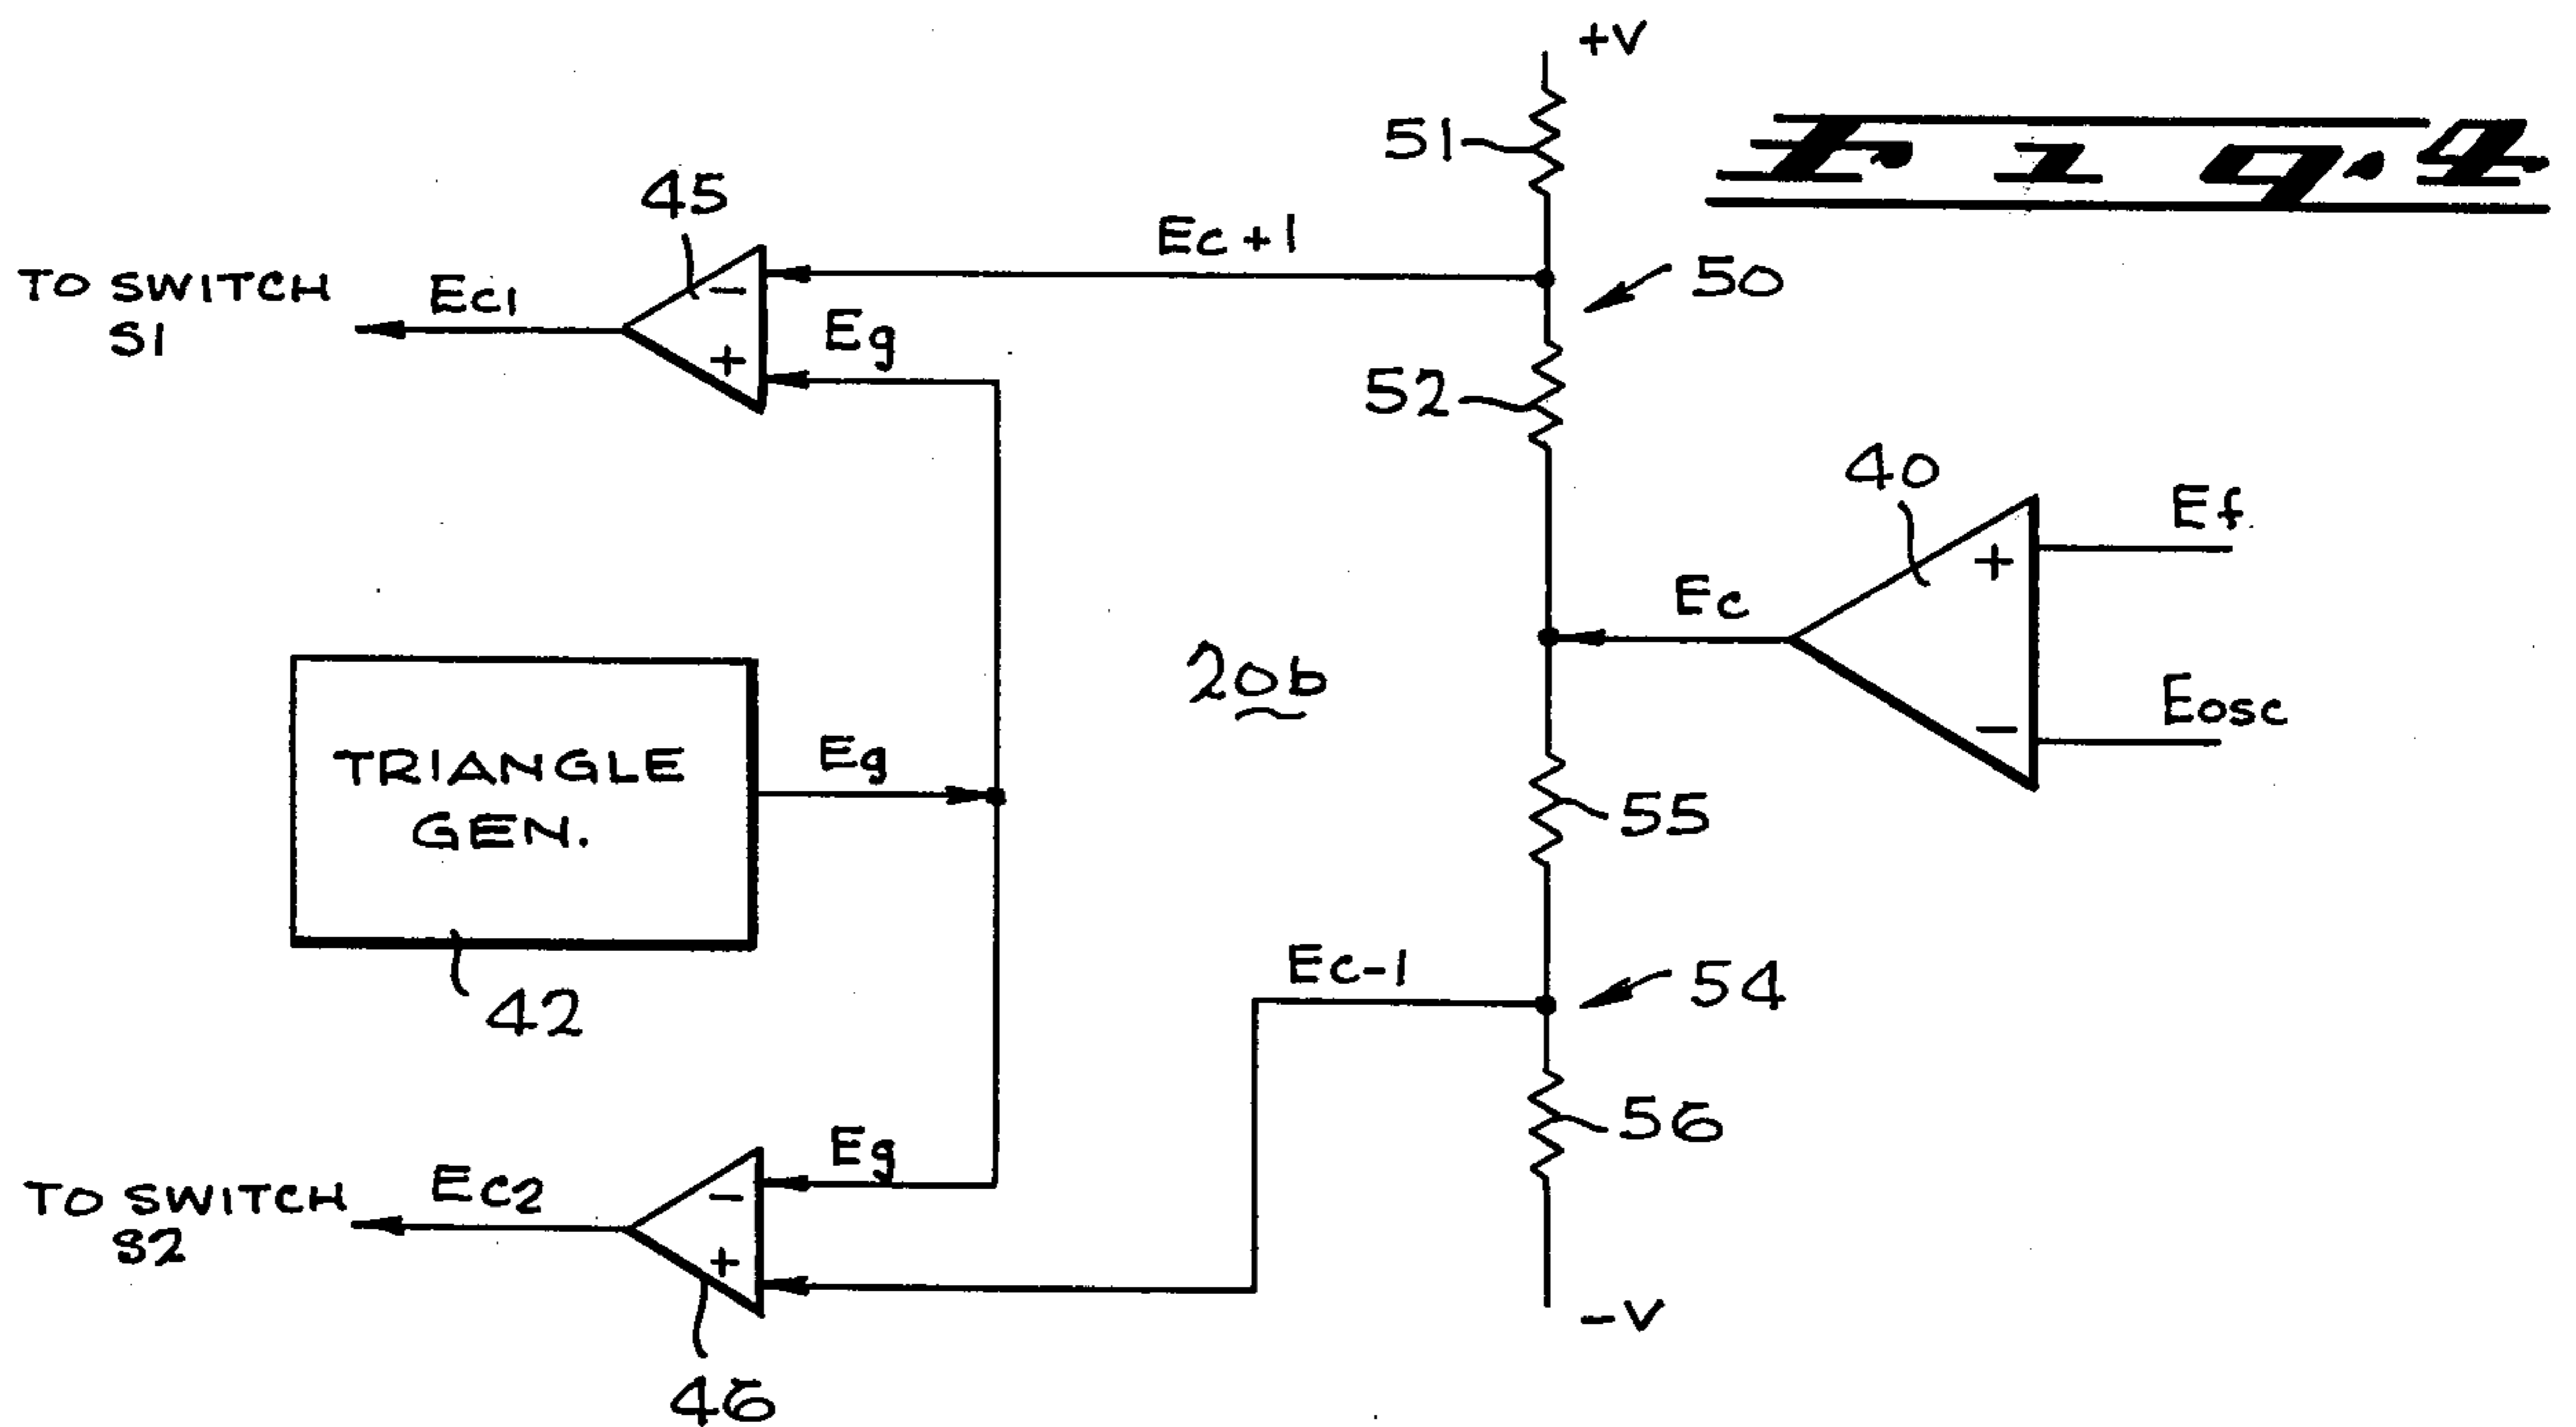 +V
Fig. 4
51
45
Ec+1
50
TO SWITCH
S1
Ec1
-
+
Eg
52
40
Ef
+
Ec
20b
Eosc
-
TRIANGLE
GEN.
Eg
55
42
Ec-1
54
56
Eg
TO SWITCH
S2
Ec2
-
+
46
-V